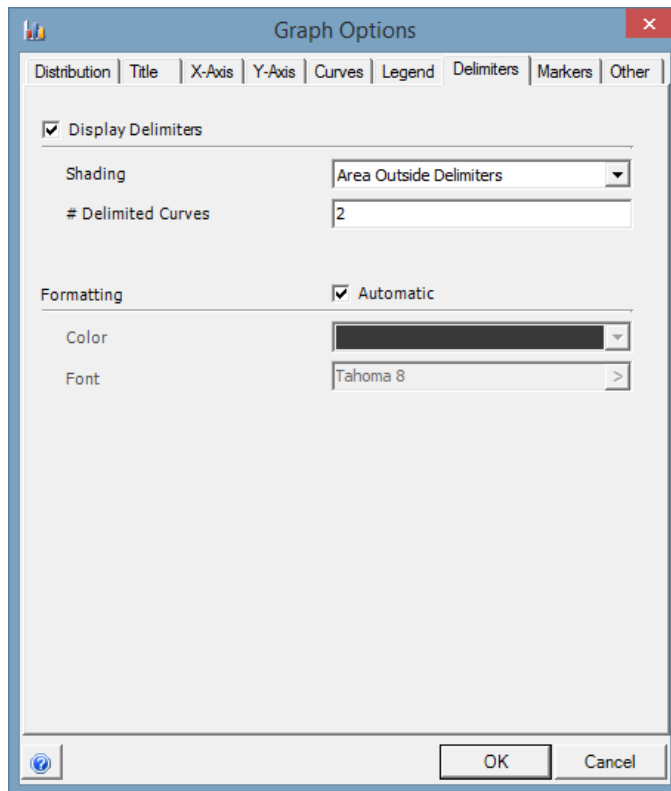 Graph Options
Distribution Title X-Axis Y-Axis Curves Legend Delimiters Markers Other
Display Delimiters
Shading Area Outside Delimiters
# Delimited Curves 2
Formatting Automatic
Color
Font Tahoma 8 >
OK Cancel